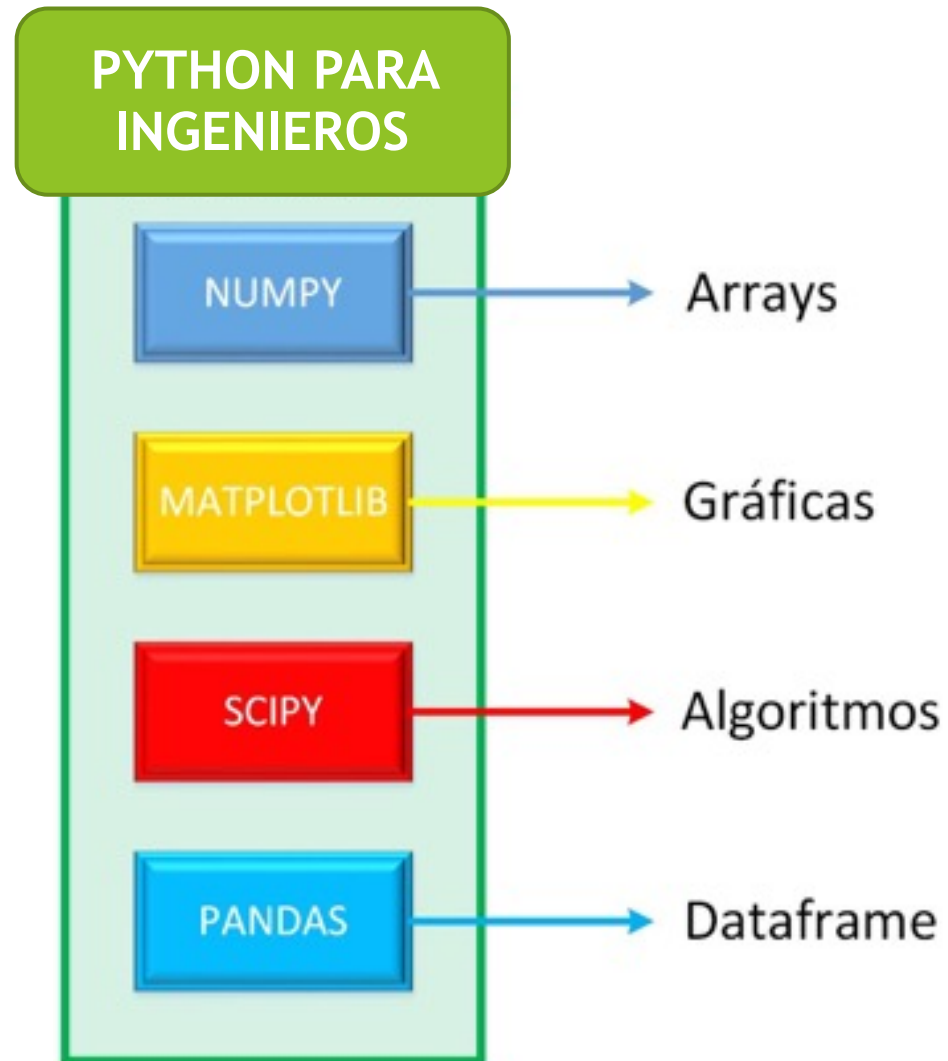 PYTHON PARA
INGENIEROS
NUMPY
Arrays
MATPLOTLIB
Gráficas
SCIPY
Algoritmos
PANDAS
Dataframe